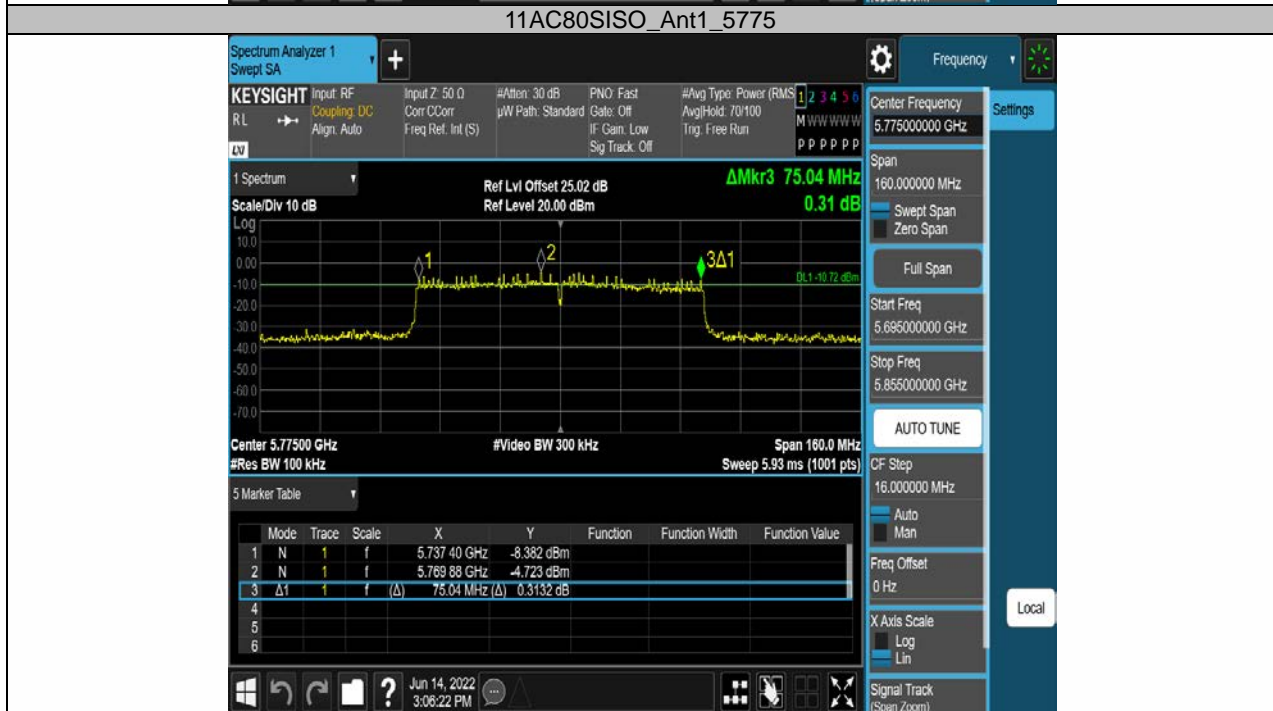 11AC80SISO_Ant1_5775
Spectrum Analyzer 1
Swept SA
+
Frequency
KEYSIGHT
RL
LXI
Input: RF
Coupling: DC
Align: Auto
Input Z: 50 Ω
Corr CCorr
Freq Ref: Int (S)
#Atten: 30 dB
µW Path: Standard
PNO: Fast
Gate: Off
IF Gain: Low
Sig Track: Off
#Avg Type: Power (RMS
Avg|Hold: 70/100
Trig: Free Run
1 2 3 4 5 6
M W W W W W
P P P P P P
1 Spectrum
Scale/Div 10 dB
Ref Lvl Offset 25.02 dB
Ref Level 20.00 dBm
ΔMkr3 75.04 MHz
0.31 dB
Log
10.0
0.00
-10.0
-20.0
-30.0
-40.0
-50.0
-60.0
-70.0
1
2
3Δ1
DL1 -10.72 dBm
Center 5.77500 GHz
#Video BW 300 kHz
Span 160.0 MHz
#Res BW 100 kHz
Sweep 5.93 ms (1001 pts)
5 Marker Table
Mode Trace Scale X Y Function Function Width Function Value
1 N 1 f 5.737 40 GHz -8.382 dBm
2 N 1 f 5.769 88 GHz -4.723 dBm
3 Δ1 1 f (Δ) 75.04 MHz (Δ) 0.3132 dB
4
5
6
?
Jun 14, 2022
3:06:22 PM
Center Frequency
5.775000000 GHz
Span
160.000000 MHz
Swept Span
Zero Span
Full Span
Start Freq
5.695000000 GHz
Stop Freq
5.855000000 GHz
AUTO TUNE
CF Step
16.000000 MHz
Auto
Man
Freq Offset
0 Hz
X Axis Scale
Log
Lin
Signal Track
(Span Zoom)
Settings
Local